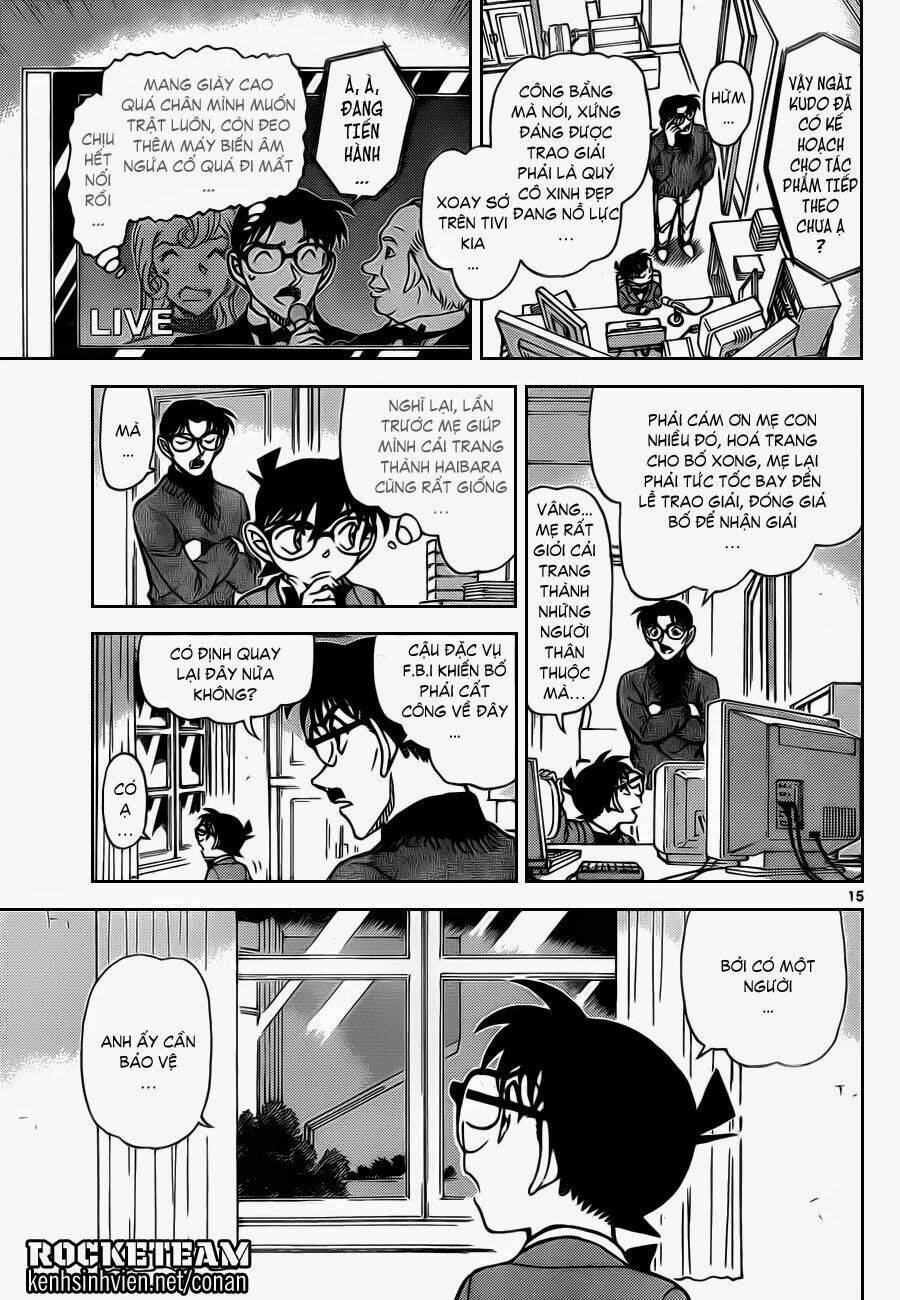 VẬY NGÀI
KUDO ĐÃ
CÓ KẾ
HOẠCH
CHO TÁC
PHẨM TIẾP
THEO
CHƯA Ạ
?
HỪM
...
CÔNG BẰNG
MÀ NÓI, XỨNG
ĐÁNG ĐƯỢC
TRAO GIẢI
PHẢI LÀ QUÝ
CÔ XINH ĐẸP
ĐANG NỖ LỰC
...
XOAY SỞ
TRÊN TIVI
KIA
...
À, À,
ĐANG
TIẾN
HÀNH
...
MANG GIÀY CAO
QUÁ CHÂN MÌNH MUỐN
TRẬT LUÔN, CÒN ĐEO
THÊM MÁY BIẾN ÂM
NGỨA CỔ QUÁ ĐI MẤT
...
CHỊU
HẾT
NỔI
RỒI
...
LIVE
PHẢI CÁM ƠN MẸ CON
NHIỀU ĐÓ, HOÁ TRANG
CHO BỐ XONG, MẸ LẠI
PHẢI TỨC TỐC BAY ĐẾN
LỄ TRAO GIẢI, ĐÓNG GIẢ
BỐ ĐỂ NHẬN GIẢI
...
VÂNG...
MẸ RẤT
GIỎI CẢI
TRANG
THÀNH
NHỮNG
NGƯỜI
THÂN
THUỘC
MÀ...
NGHĨ LẠI, LẦN
TRƯỚC MẸ GIÚP
MÌNH CẢI TRANG
THÀNH HAIBARA
CŨNG RẤT GIỐNG
...
MÀ
...
CẬU ĐẶC VỤ
F.B.I KHIẾN BỐ
PHẢI CẤT
CÔNG VỀ ĐÂY
...
CÓ ĐỊNH QUAY
LẠI ĐÂY NỮA
KHÔNG?
CÓ
Ạ
...
15
BỞI CÓ MỘT
NGƯỜI
...
ANH ẤY CẦN
BẢO VỆ
...
ROCKETEAM
kenhsinhvien.net/conan